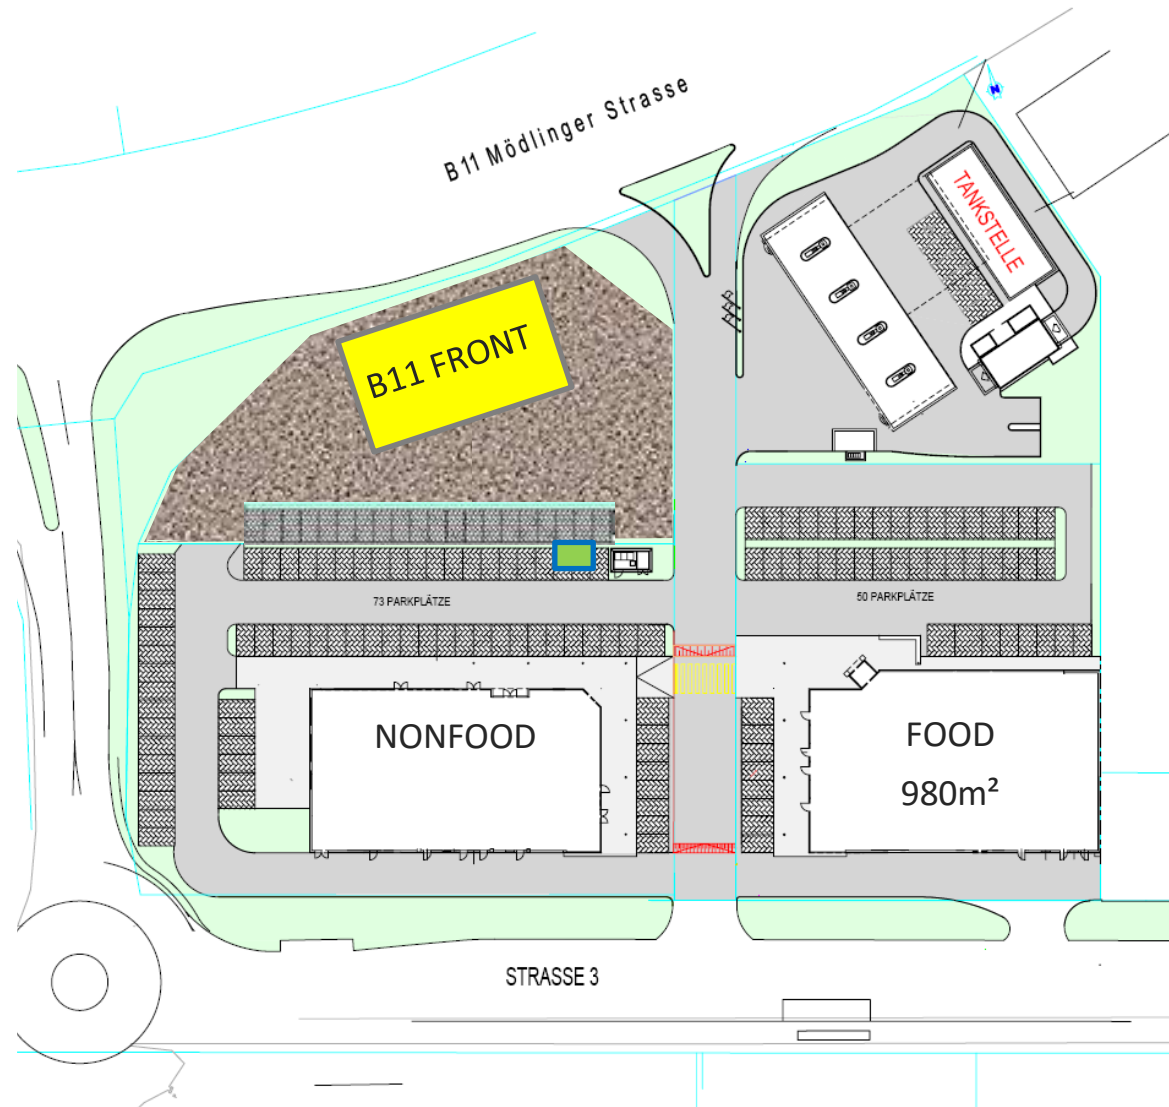 B11 Mödlinger Strasse
N
TANKSTELLE
B11 FRONT
73 PARKPLÄTZE
50 PARKPLÄTZE
NONFOOD
FOOD
980m²
STRASSE 3